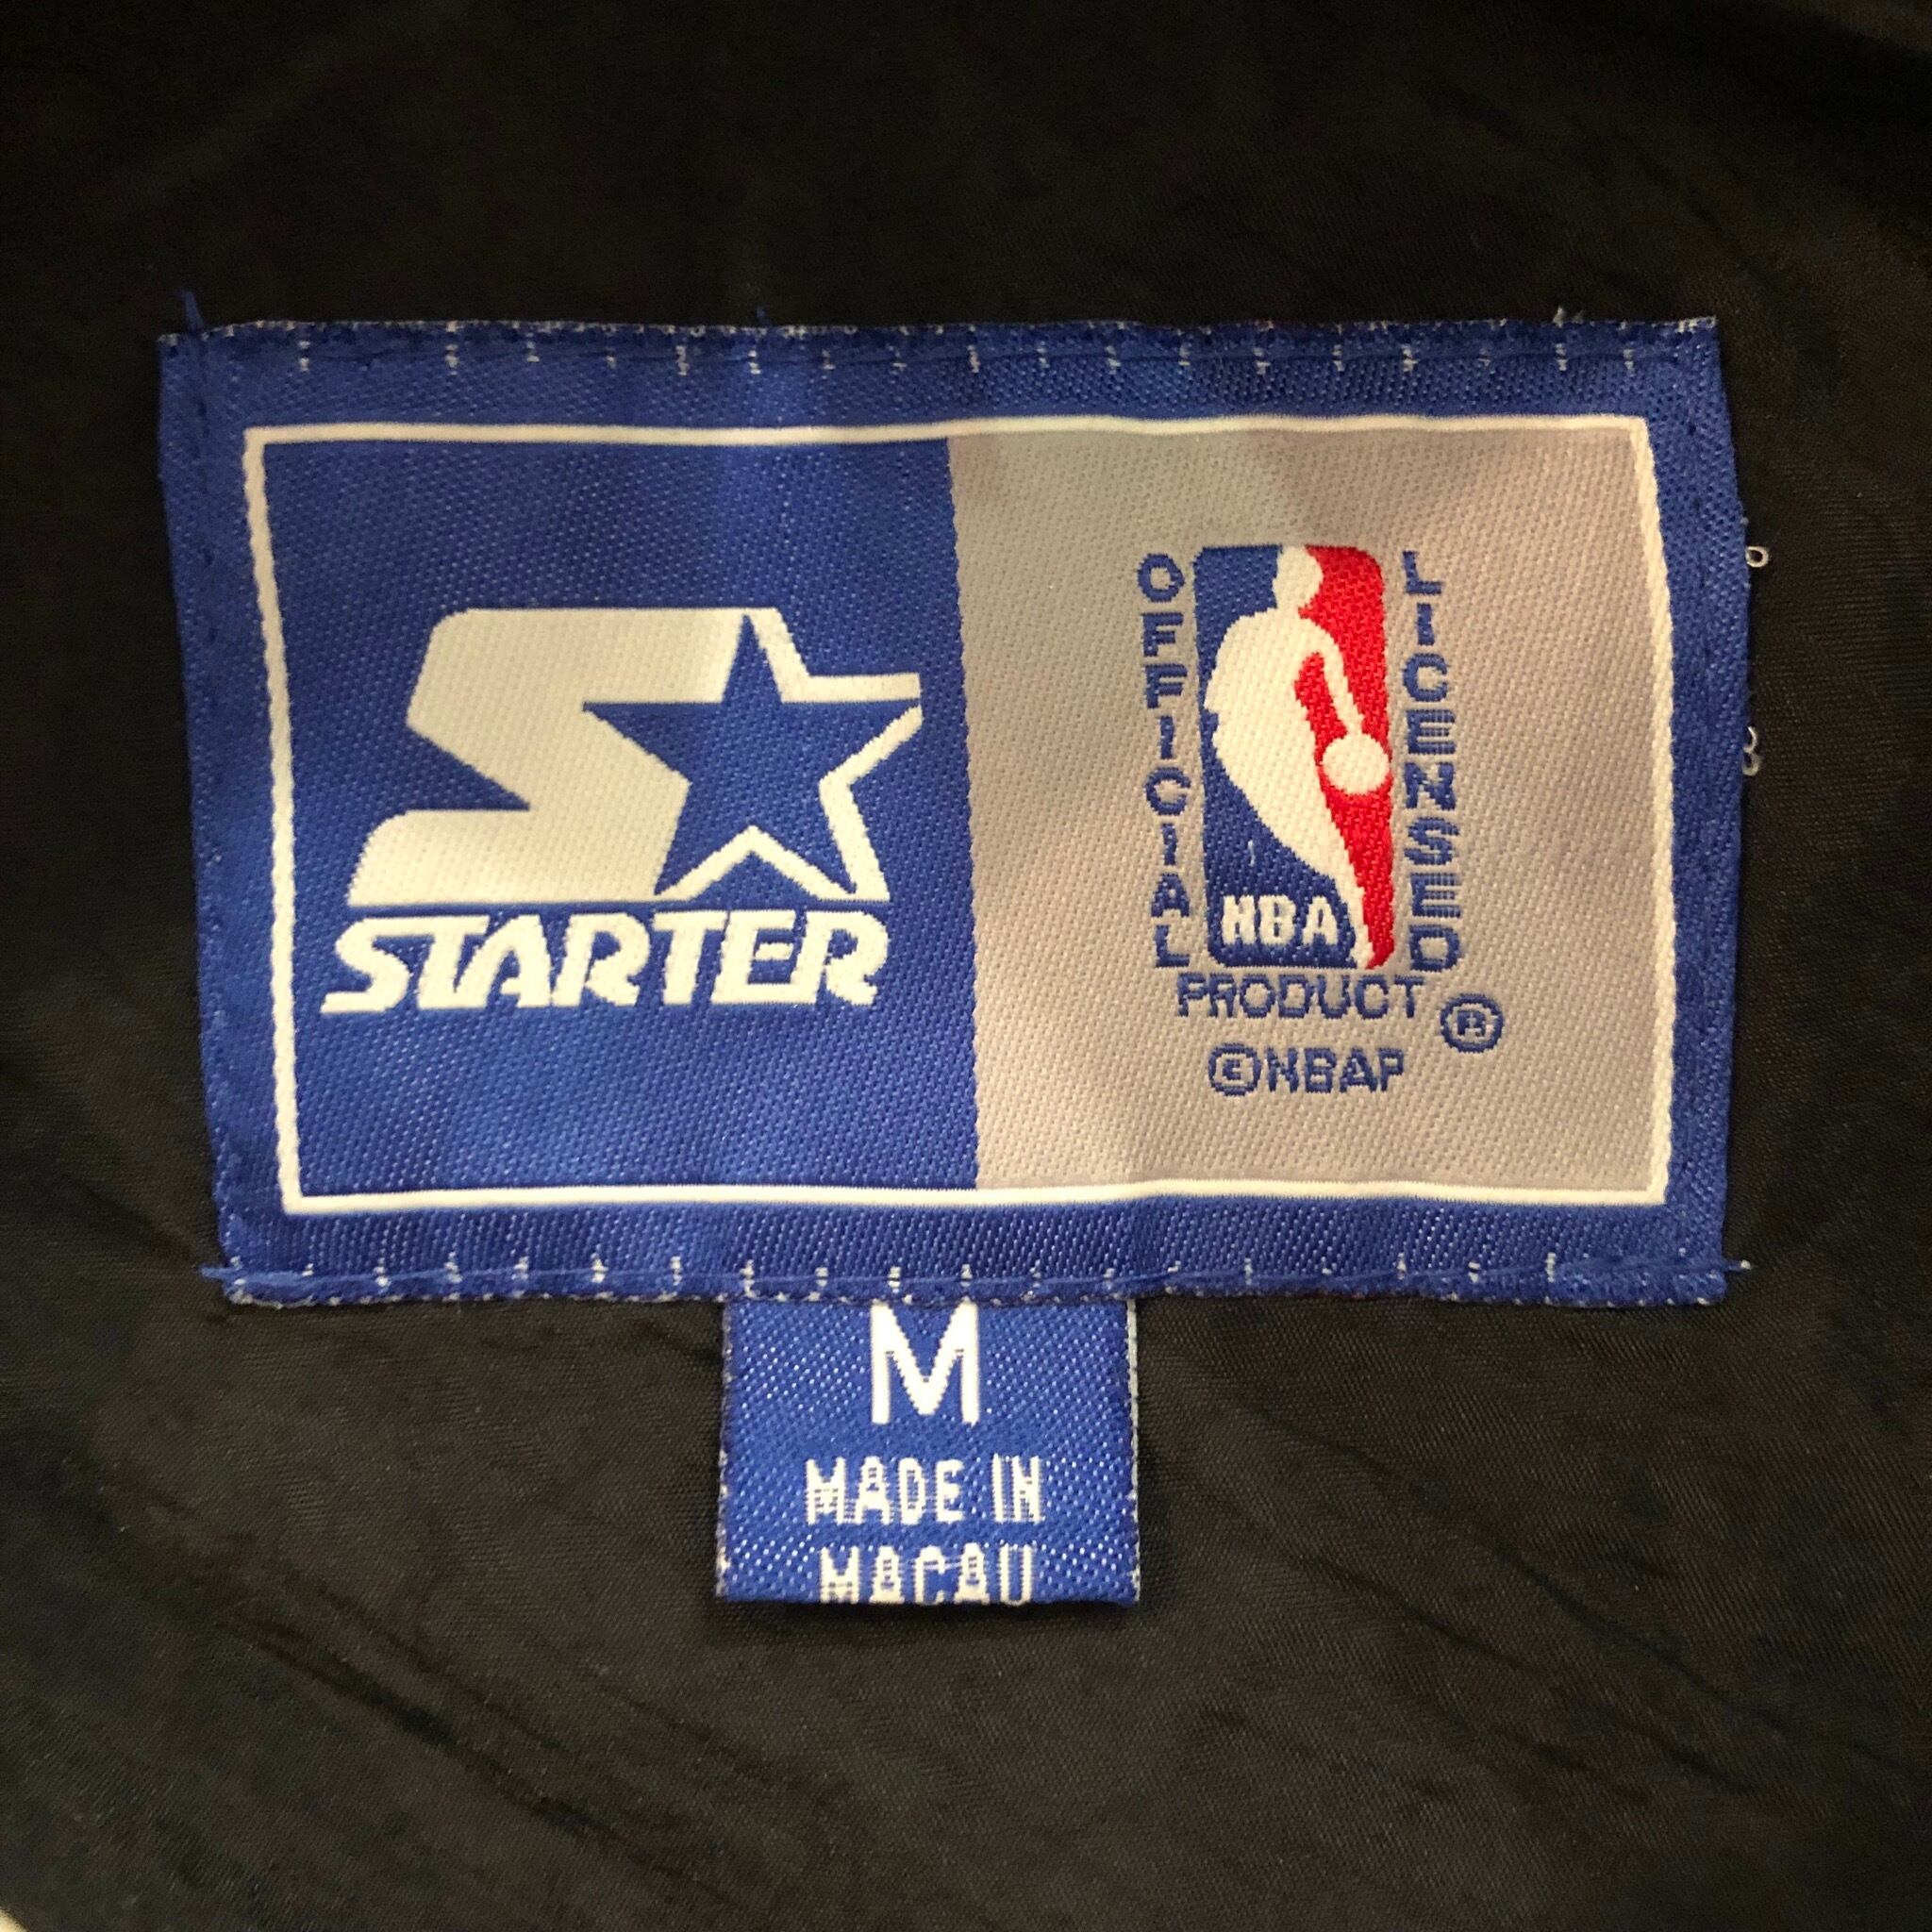 STARTER
OFFICIAL
LICENSED
NBA
PRODUCT ®
©NBAP
M
MADE IN
MACAU